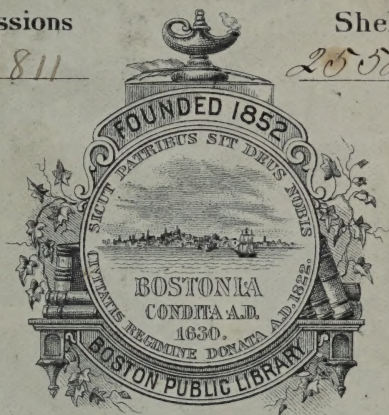 ssions
She
811
255
FOUNDED 1852
SICUT PATRIBUS SIT DEUS NOBIS
BOSTONIA
CONDITA A.D.
1630.
CIVITATIS REGIMINE DONATA A.D. 1822.
BOSTON PUBLIC LIBRARY